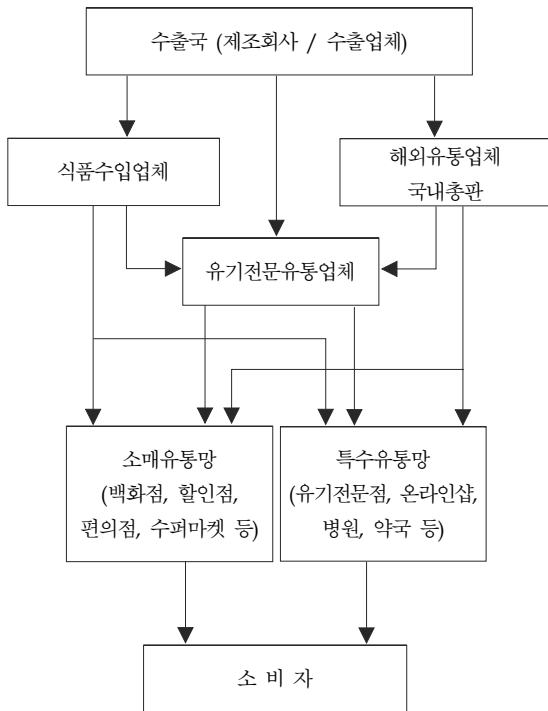 수출국 (제조회사 / 수출업체)
식품수입업체
해외유통업체
국내총판
유기전문유통업체
소매유통망
(백화점, 할인점,
편의점, 수퍼마켓 등)
특수유통망
(유기전문점, 온라인샵,
병원, 약국 등)
소 비 자